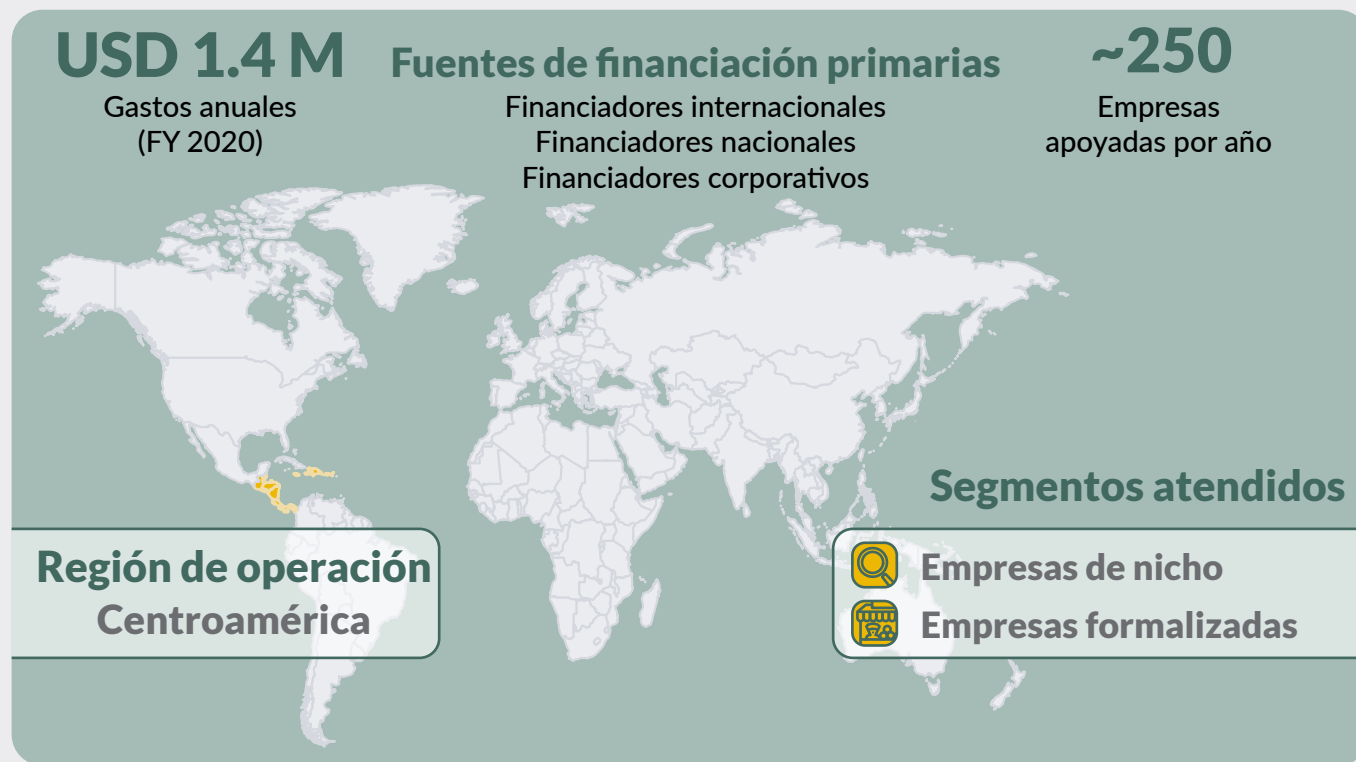 USD 1.4 M
Gastos anuales
(FY 2020)
Fuentes de financiación primarias
Financiadores internacionales
Financiadores nacionales
Financiadores corporativos
~250
Empresas
apoyadas por año
Región de operación
Centroamérica
Segmentos atendidos
Empresas de nicho
Empresas formalizadas